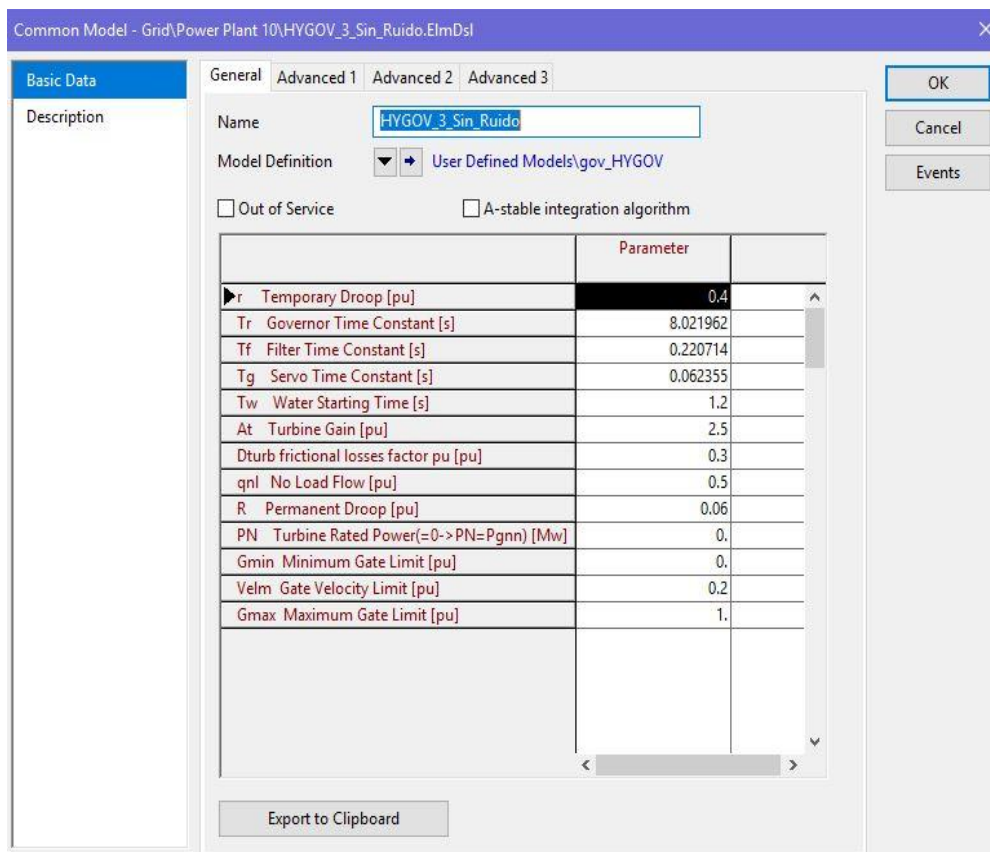 Common Model - Grid\Power Plant 10\HYGOV_3_Sin_Ruido.ElmDsl
Basic Data
Description
General Advanced 1 Advanced 2 Advanced 3
Name HYGOV_3_Sin_Ruido
Model Definition User Defined Models\gov_HYGOV
Out of Service A-stable integration algorithm
Parameter
r Temporary Droop [pu] 0.4
Tr Governor Time Constant [s] 8.021962
Tf Filter Time Constant [s] 0.220714
Tg Servo Time Constant [s] 0.062355
Tw Water Starting Time [s] 1.2
At Turbine Gain [pu] 2.5
Dturb frictional losses factor pu [pu] 0.3
qnl No Load Flow [pu] 0.5
R Permanent Droop [pu] 0.06
PN Turbine Rated Power(=0->PN=Pgnn) [Mw] 0.
Gmin Minimum Gate Limit [pu] 0.
Velm Gate Velocity Limit [pu] 0.2
Gmax Maximum Gate Limit [pu] 1.
Export to Clipboard
OK
Cancel
Events